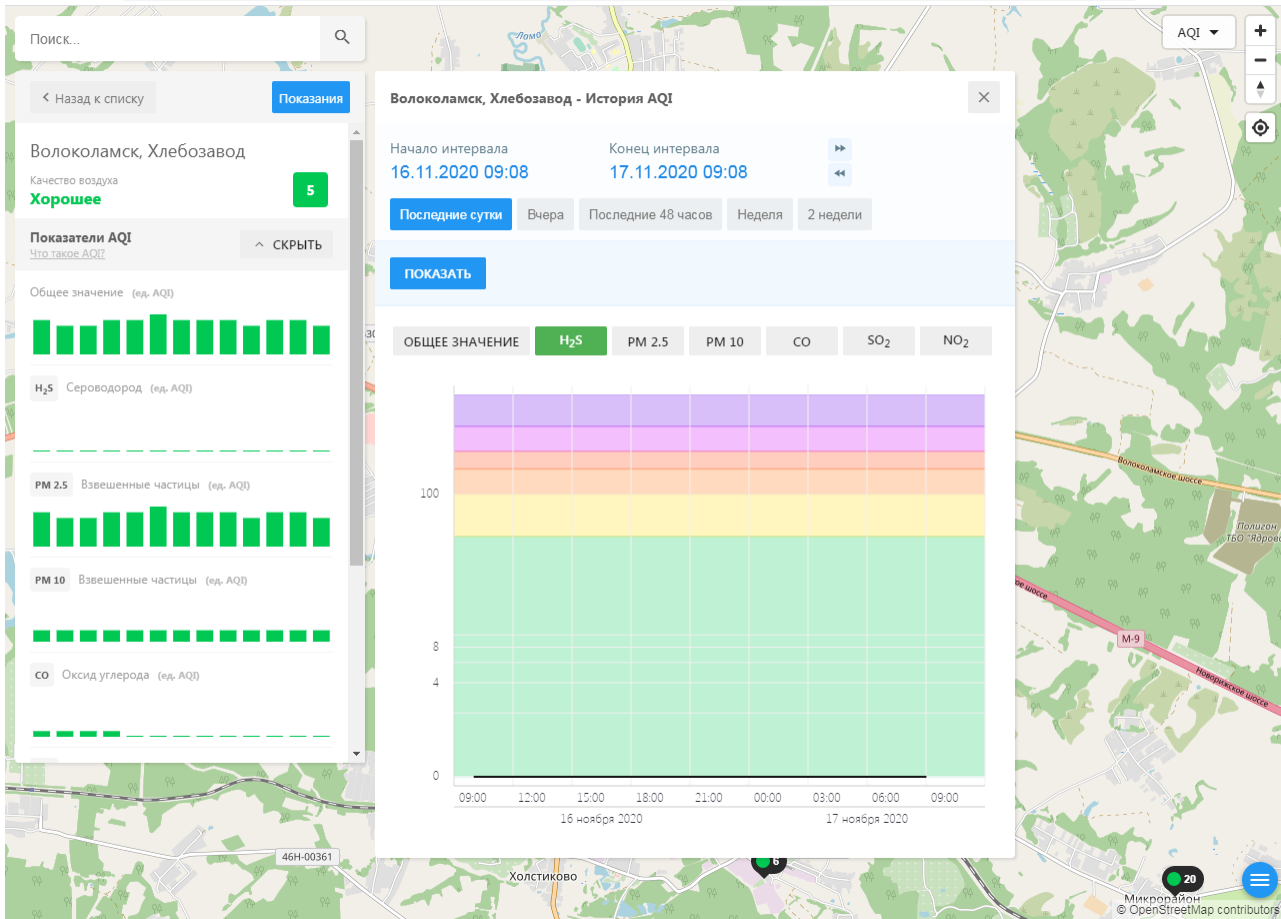 Поиск...
AQI
Ломо
Назад к списку
Показания
Волоколамск, Хлебозавод
Качество воздуха
Хорошее
5
Показатели AQI
Что такое AQI?
СКРЫТЬ
Общее значение (ед. AQI)
H₂S Сероводород (ед. AQI)
PM 2.5 Взвешенные частицы (ед. AQI)
PM 10 Взвешенные частицы (ед. AQI)
CO Оксид углерода (ед. AQI)
Волоколамск, Хлебозавод - История AQI
Начало интервала
Конец интервала
16.11.2020 09:08
17.11.2020 09:08
Последние сутки
Вчера
Последние 48 часов
Неделя
2 недели
ПОКАЗАТЬ
ОБЩЕЕ ЗНАЧЕНИЕ
H₂S
PM 2.5
PM 10
CO
SO₂
NO₂
100
8
4
0
09:00 12:00 15:00 18:00 21:00 00:00 03:00 06:00 09:00
16 ноября 2020 17 ноября 2020
Волоколамское шоссе
Полигон
ТБО "Ядрово
ое шоссе
М-9
Новорижское шоссе
46Н-00361
Холстиково
6
20
Микрорайон
© OpenStreetMap contributors